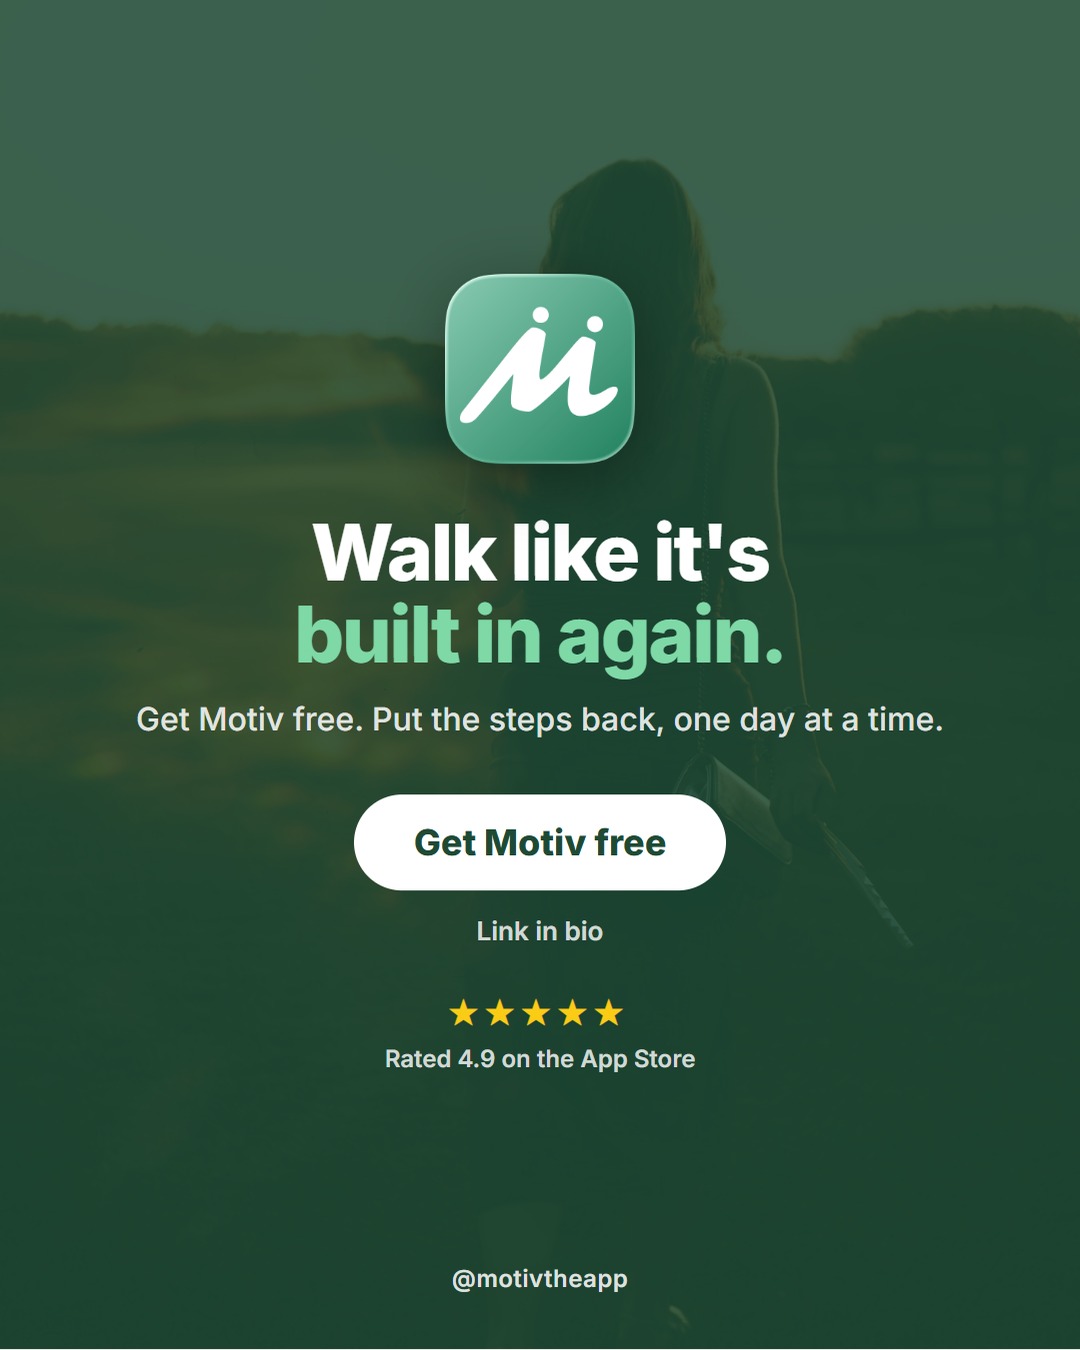 Walk like it's
built in again.
Get Motiv free. Put the steps back, one day at a time.
Get Motiv free
Link in bio
★★★★★
Rated 4.9 on the App Store
@motivtheapp